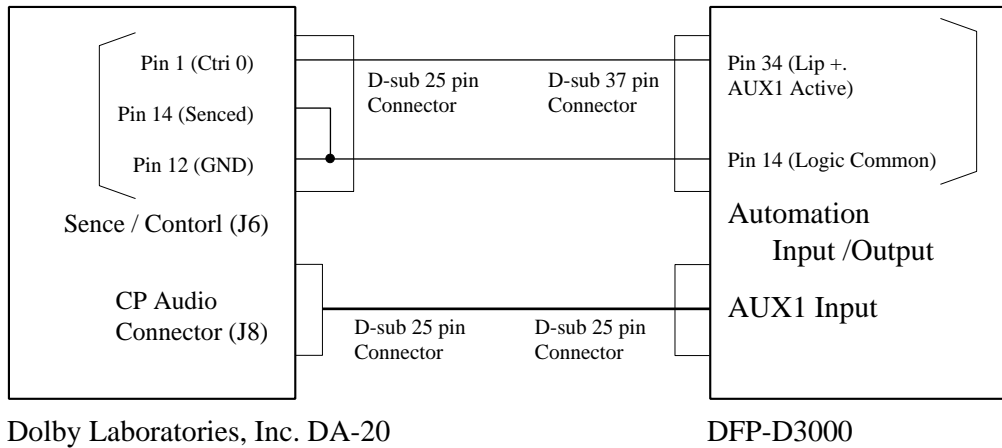 Pin 1 (Ctri 0)
Pin 14 (Senced)
Pin 12 (GND)
Sence / Contorl (J6)
CP Audio
Connector (J8)
D-sub 25 pin
Connector
D-sub 37 pin
Connector
D-sub 25 pin
Connector
D-sub 25 pin
Connector
Pin 34 (Lip +.
AUX1 Active)
Pin 14 (Logic Common)
Automation
Input /Output
AUX1 Input
Dolby Laboratories, Inc. DA-20
DFP-D3000